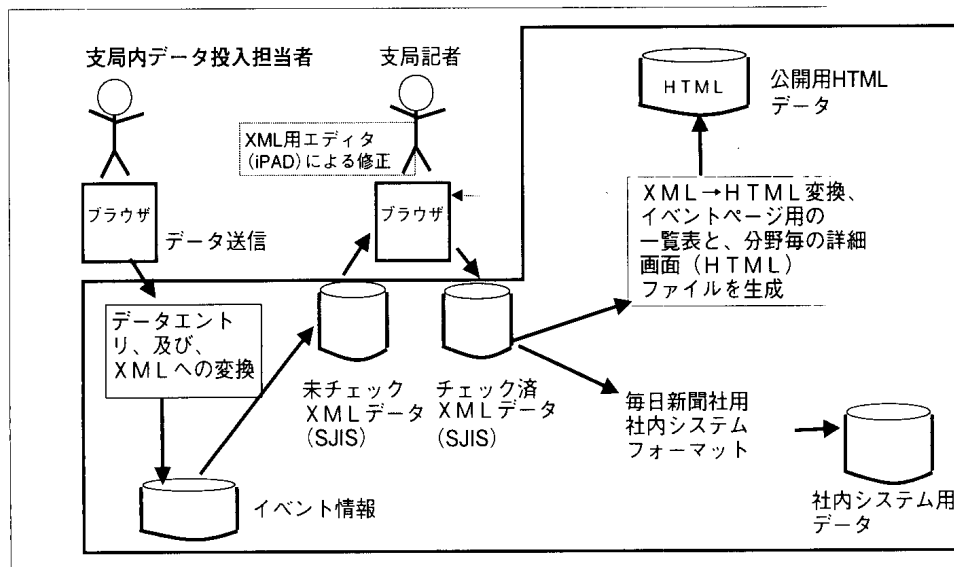 支局内データ投入担当者
支局記者
XML用エディタ
(iPAD)による修正
ブラウザ
ブラウザ
データ送信
データエント
リ、及び、
ＸＭＬへの変換
イベント情報
未チェック
ＸＭＬデータ
(SJIS)
チェック済
ＸＭＬデータ
(SJIS)
ＨＴＭＬ
公開用HTML
データ
ＸＭＬ→ＨＴＭＬ変換、
イベントページ用の
一覧表と、分野毎の詳細
画面（ＨＴＭＬ）
ファイルを生成
毎日新聞社用
社内システム
フォーマット
社内システム用
データ